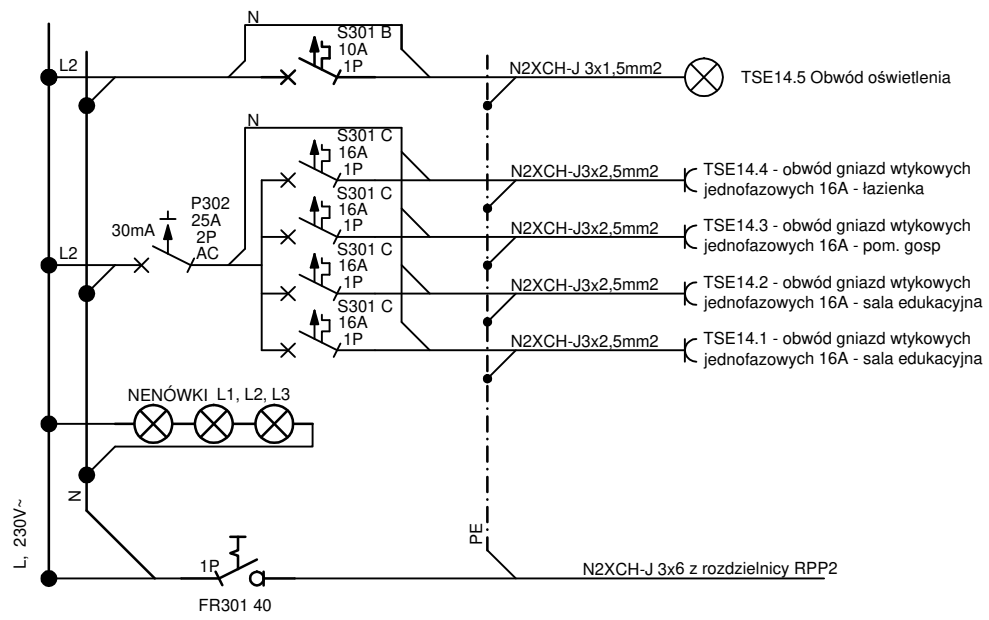 N
S301 B
10A
1P
L2
N2XCH-J 3x1,5mm2
TSE14.5 Obwód oświetlenia
N
S301 C
16A
1P
N2XCH-J3x2,5mm2
TSE14.4 - obwód gniazd wtykowych
jednofazowych 16A - łazienka
S301 C
16A
1P
N2XCH-J3x2,5mm2
TSE14.3 - obwód gniazd wtykowych
jednofazowych 16A - pom. gosp
P302
25A
2P
AC
30mA
L2
S301 C
16A
1P
N2XCH-J3x2,5mm2
TSE14.2 - obwód gniazd wtykowych
jednofazowych 16A - sala edukacyjna
S301 C
16A
1P
N2XCH-J3x2,5mm2
TSE14.1 - obwód gniazd wtykowych
jednofazowych 16A - sala edukacyjna
NENÓWKI L1, L2, L3
N
L, 230V~
PE
1P
FR301 40
N2XCH-J 3x6 z rozdzielnicy RPP2